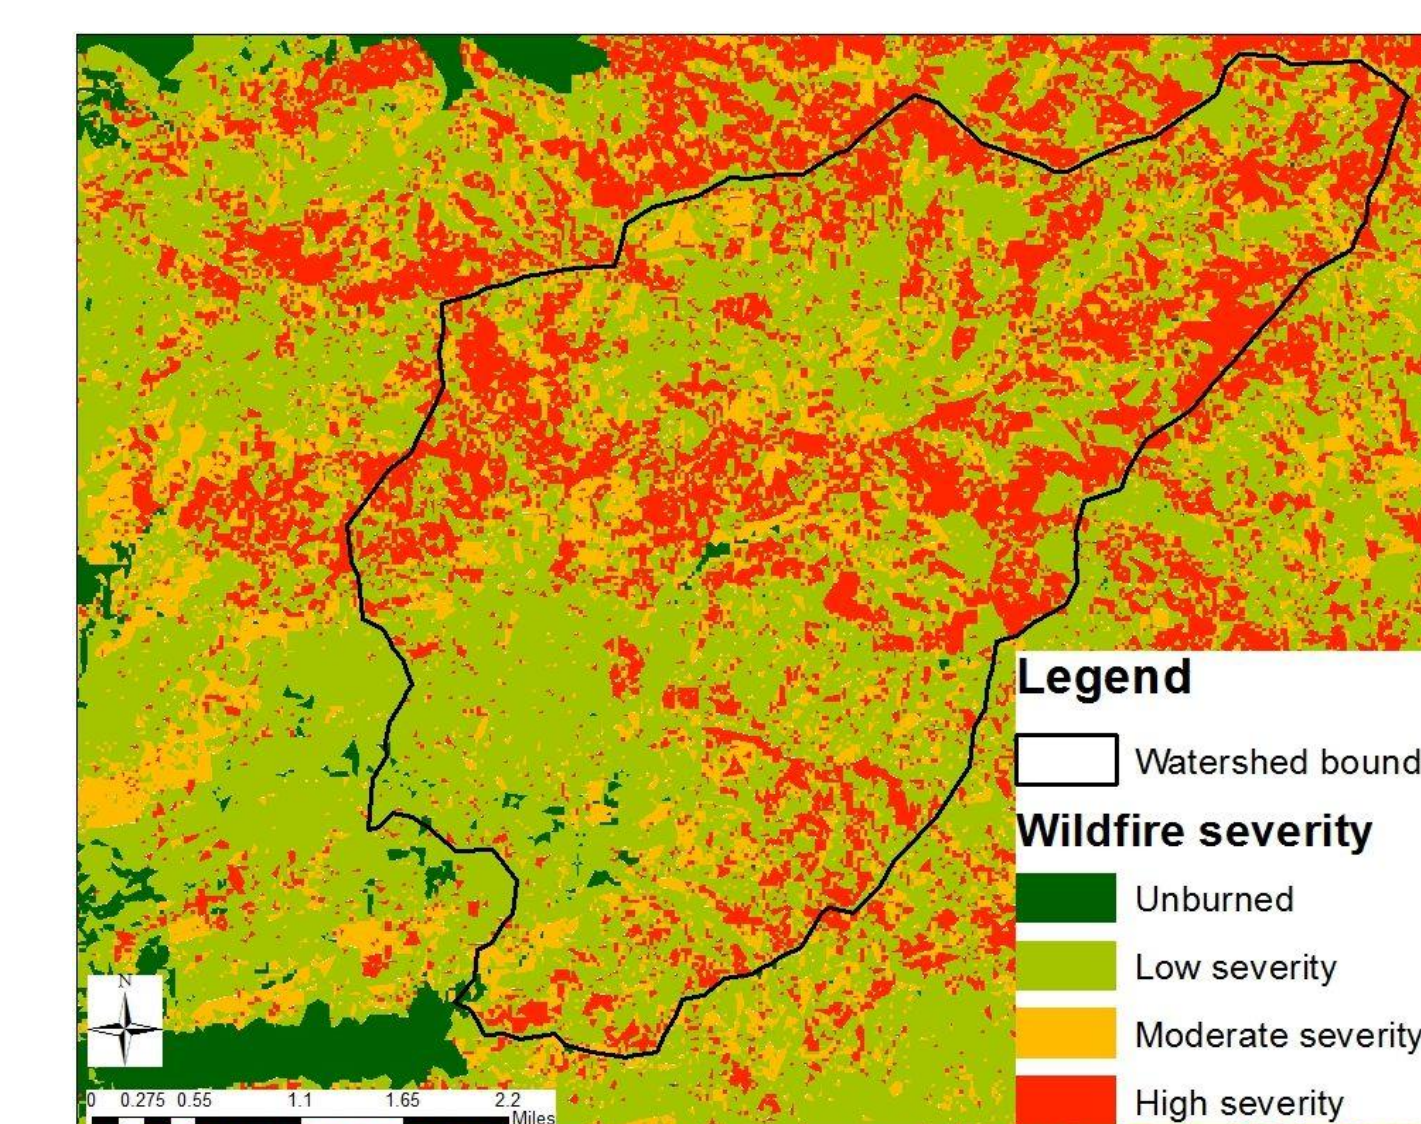 Legend
Watershed bound
Wildfire severity
Unburned
Low severity
Moderate severity
High severity
N
0 0.275 0.55 1.1 1.65 2.2
Miles